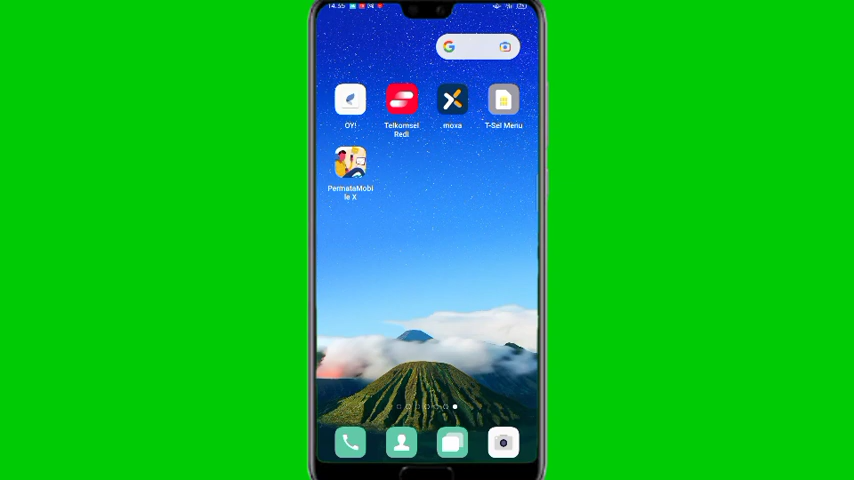 14.55
OY!
Telkomsel
Redi
moxa
T-Sel Menu
PermataMobi
le X